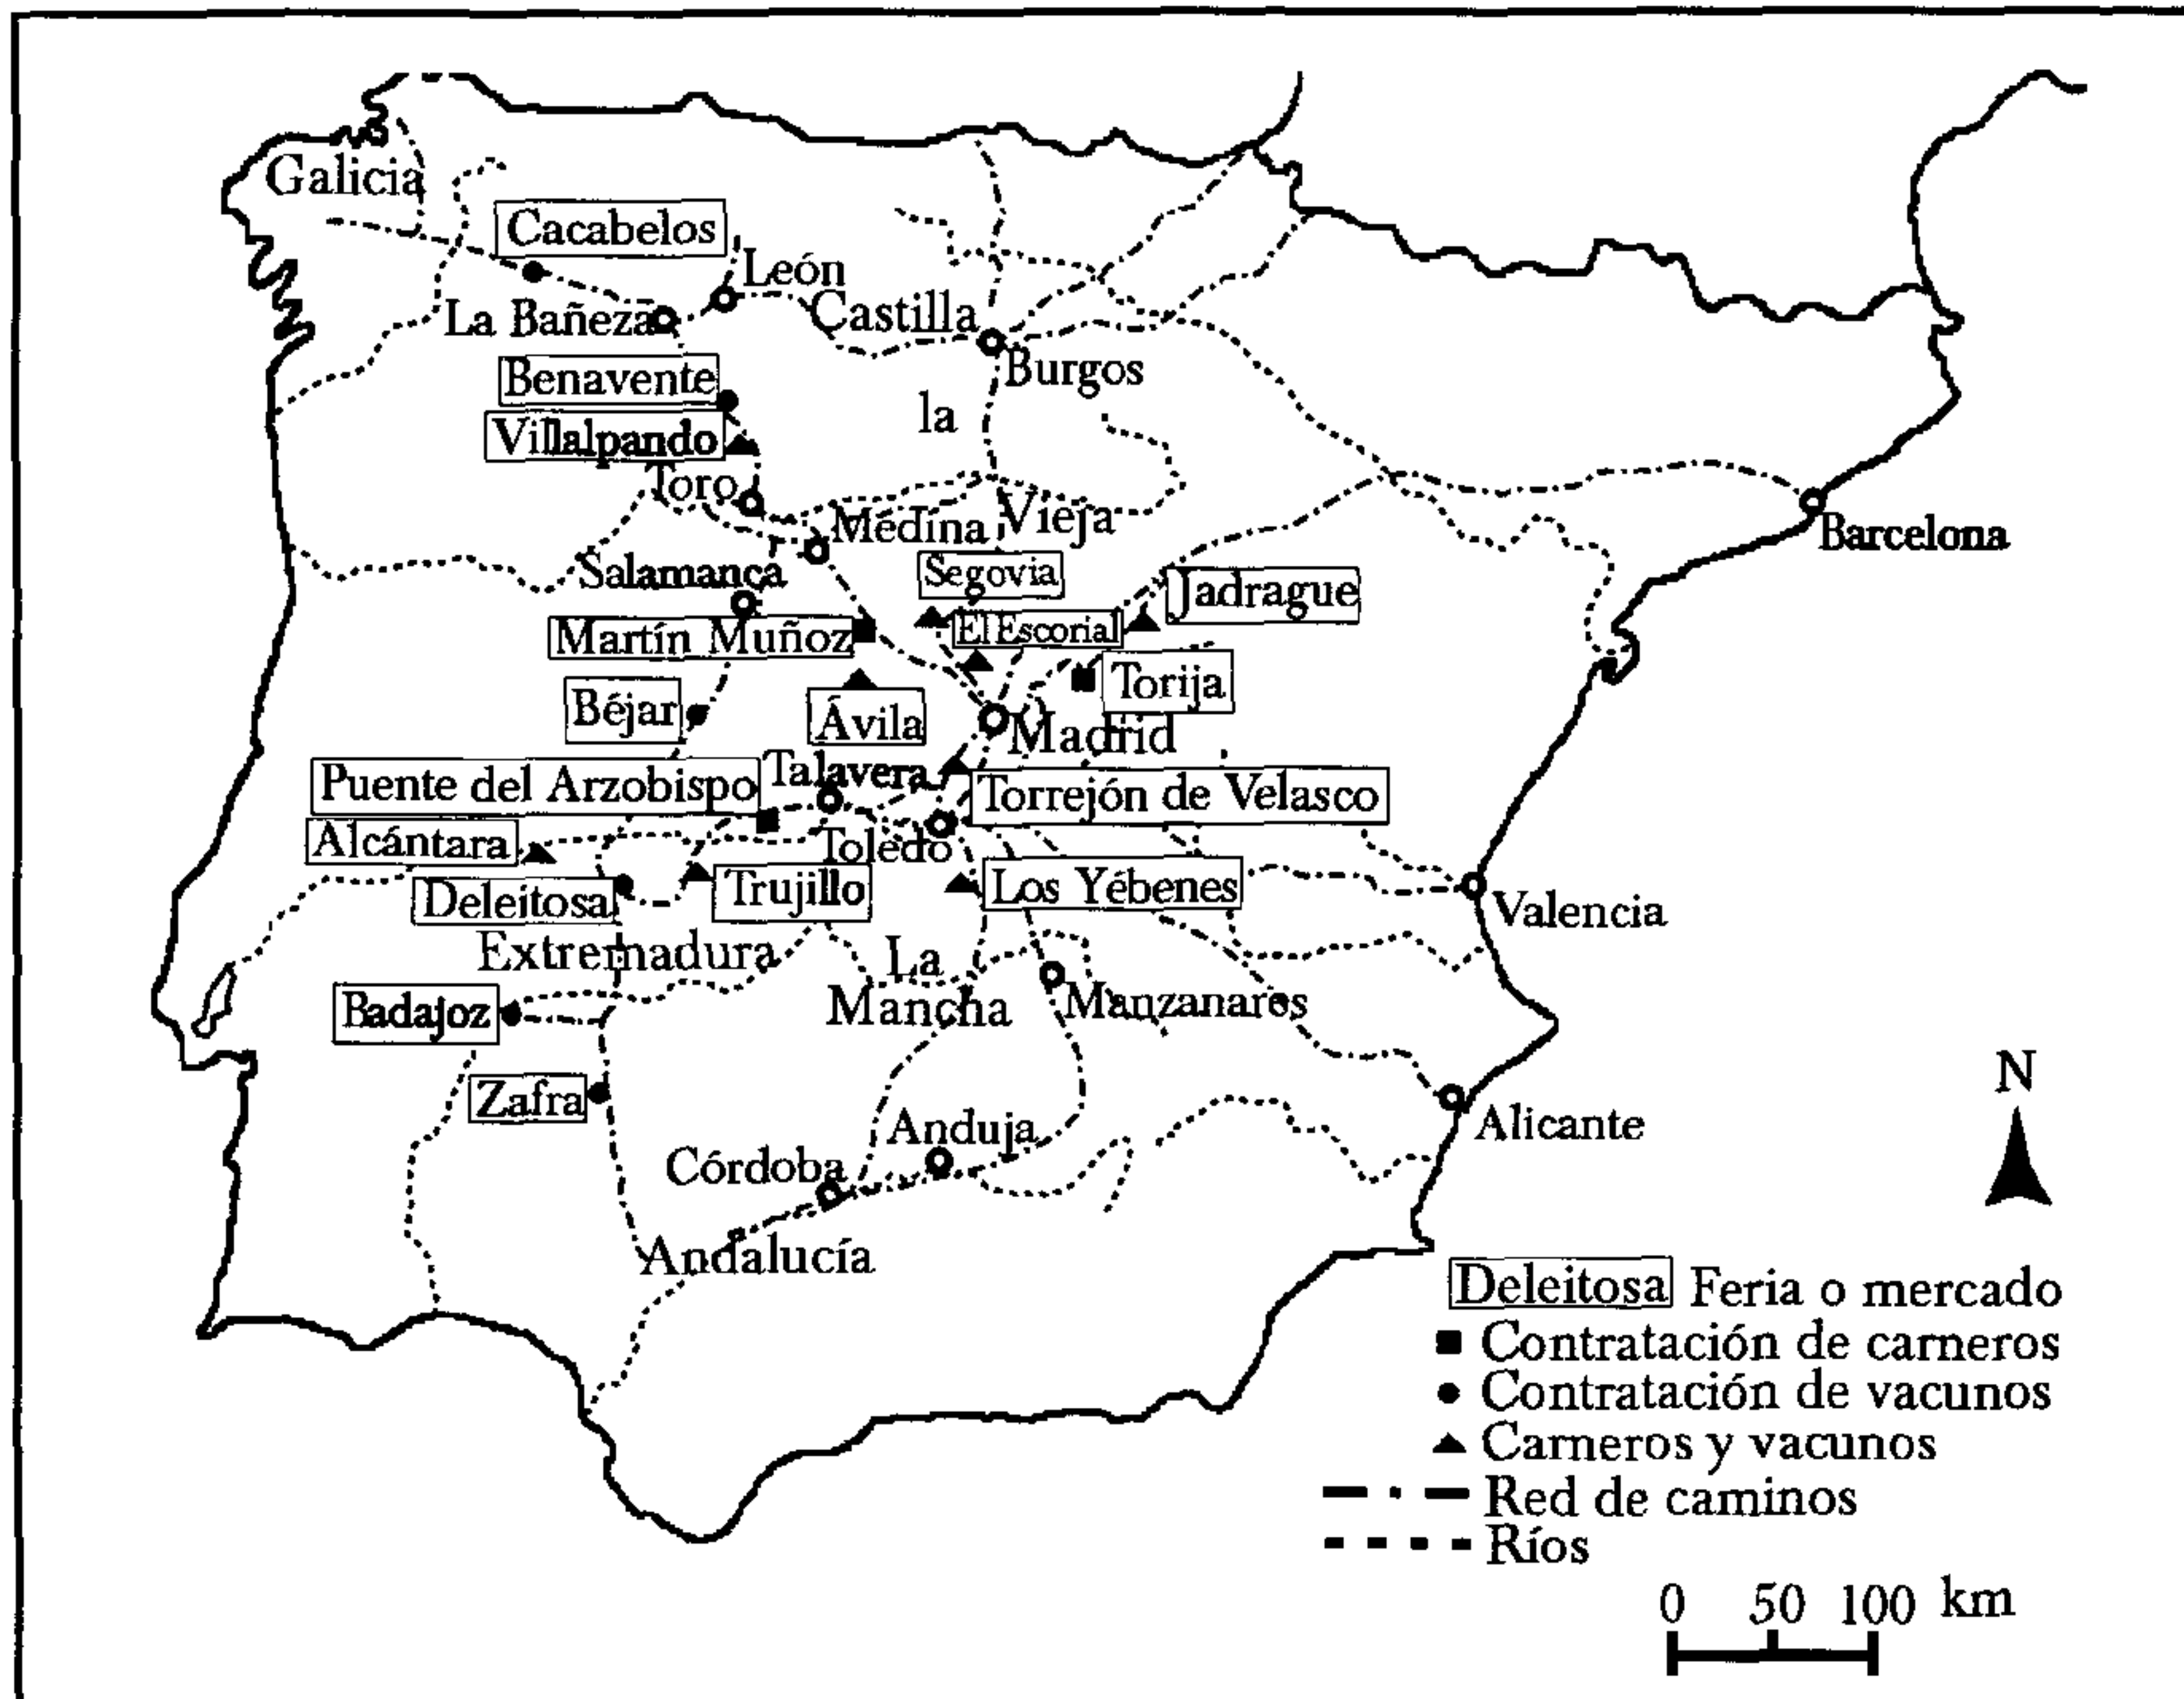 Galicia
Cacabelos
León
La Bañeza
Castilla
Burgos
Benavente
la
Villalpando
Toro
Medina
Vieja
Barcelona
Salamanca
Segovia
Jadrague
Martín Muñoz
El Escorial
Torija
Béjar
Ávila
Madrid
Puente del Arzobispo
Talavera
Torrejón de Velasco
Alcántara
Toledo
Deleitosa
Trujillo
Los Yébenes
Valencia
Extremadura
La
Mancha
Badajoz
Manzanares
Zafra
Anduja
Alicante
Córdoba
Andalucía
N
Deleitosa Feria o mercado
Contratación de carneros
Contratación de vacunos
Carneros y vacunos
Red de caminos
Ríos
0 50 100 km